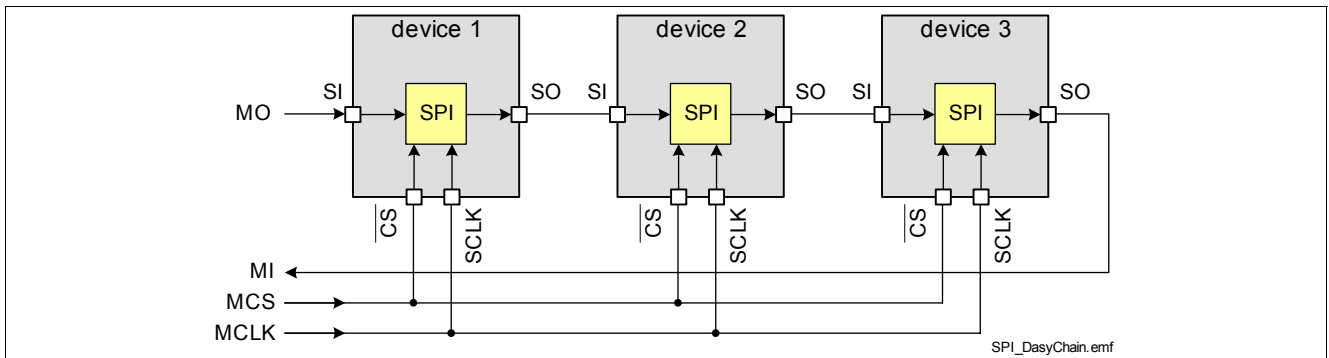 device 1 device 2 device 3
SI SO SI SO SI SO
MO SPI SPI SPI
CS SCLK CS SCLK CS SCLK
MI
MCS
MCLK
SPI_DasyChain.emf